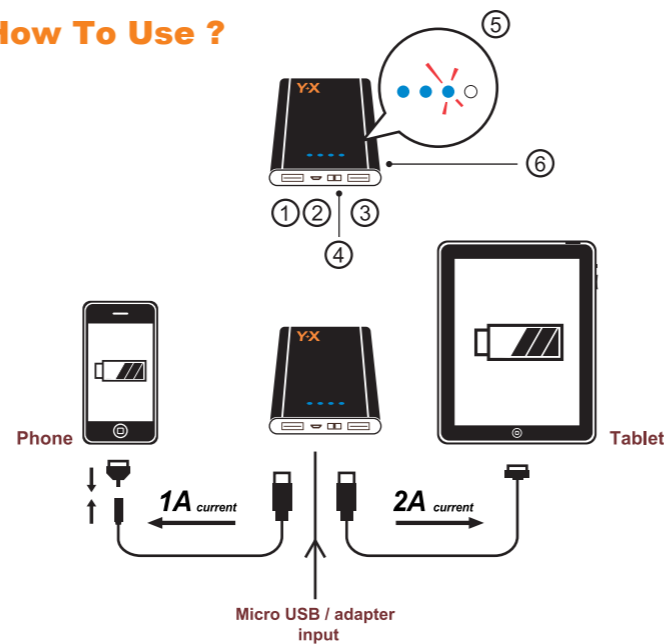 How To Use ?
⑤
Y·X
⑥
① ② ③
④
Y·X
Phone
Tablet
1A current
2A current
Micro USB / adapter
input